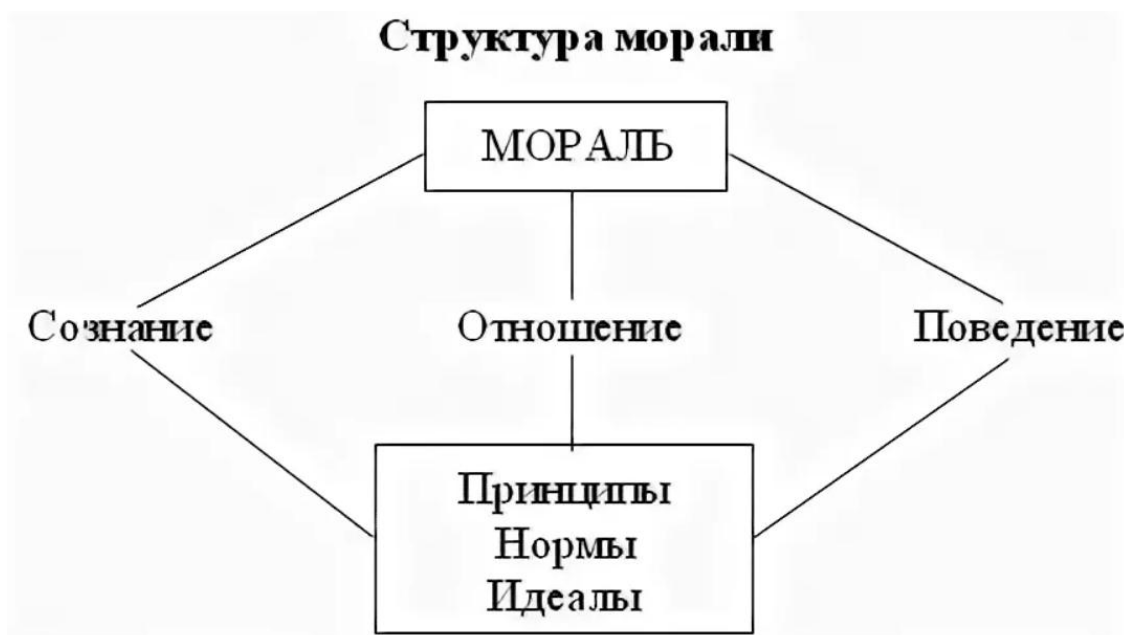 Структура морали
МОРАЛЬ
Сознание
Отношение
Поведение
Принципы
Нормы
Идеалы